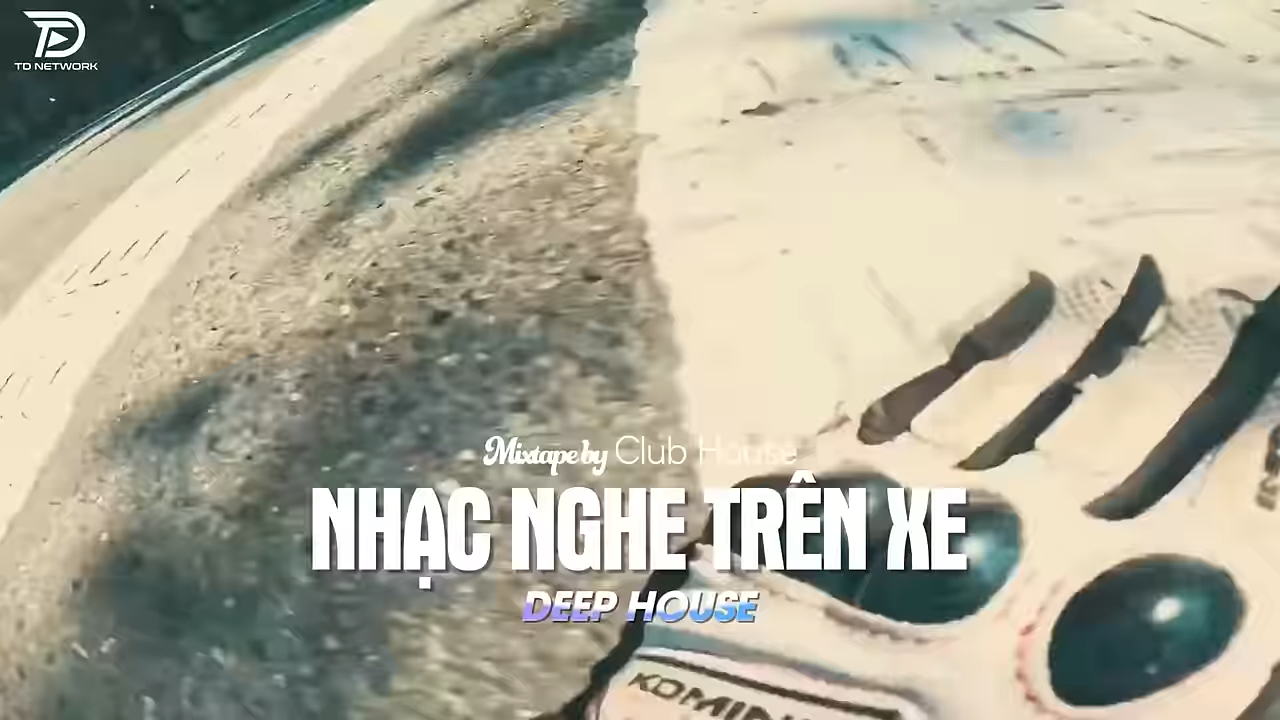 TD NETWORK
Mixtape by Club House
NHẠC NGHE TRÊN XE
DEEP HOUSE